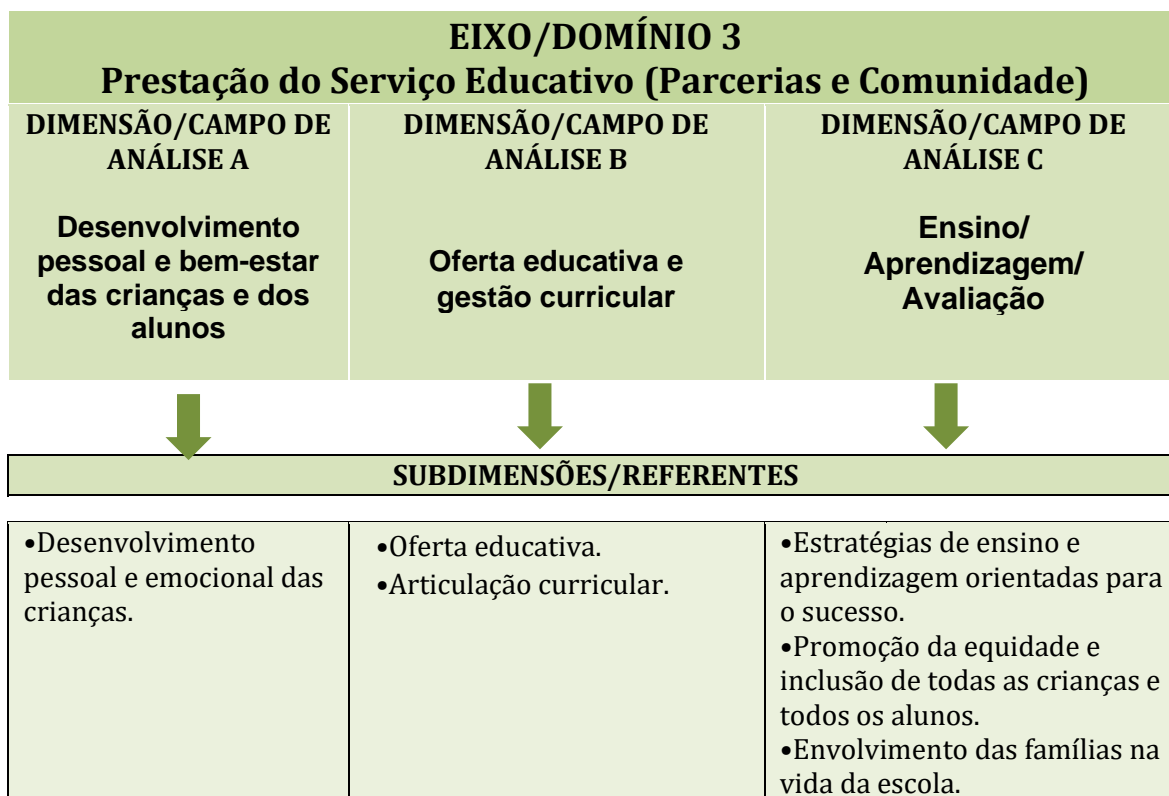 EIXO/DOMÍNIO 3
Prestação do Serviço Educativo (Parcerias e Comunidade)
DIMENSÃO/CAMPO DE
ANÁLISE A
Desenvolvimento
pessoal e bem-estar
das crianças e dos
alunos
DIMENSÃO/CAMPO DE
ANÁLISE B
Oferta educativa e
gestão curricular
DIMENSÃO/CAMPO DE
ANÁLISE C
Ensino/
Aprendizagem/
Avaliação
SUBDIMENSÕES/REFERENTES
•Desenvolvimento
pessoal e emocional das
crianças.
•Oferta educativa.
•Articulação curricular.
•Estratégias de ensino e
aprendizagem orientadas para
o sucesso.
•Promoção da equidade e
inclusão de todas as crianças e
todos os alunos.
•Envolvimento das famílias na
vida da escola.